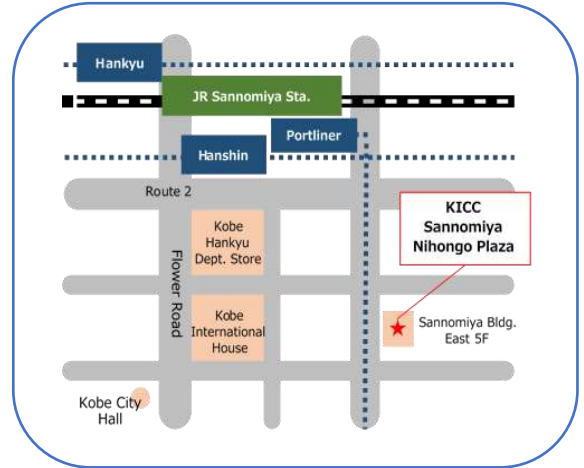 Hankyu
JR Sannomiya Sta.
Portliner
Hanshin
Route 2
KICC
Sannomiya
Nihongo Plaza
Kobe
Hankyu
Dept. Store
Flower Road
Kobe
International
House
Sannomiya Bldg.
East 5F
Kobe City
Hall